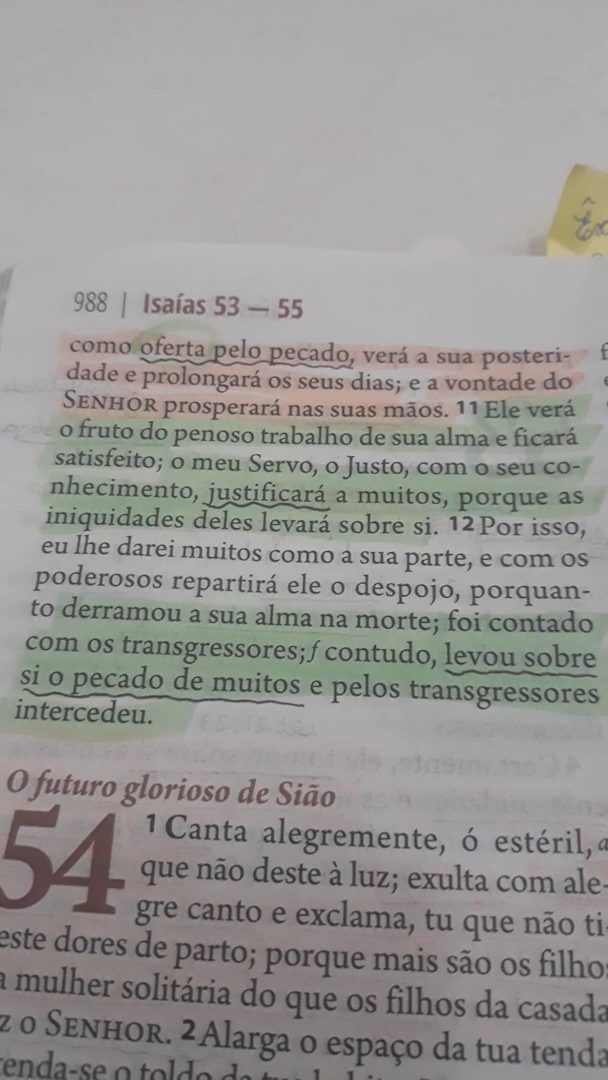 988 | Isaías 53 — 55
como oferta pelo pecado, verá a sua posteri-
dade e prolongará os seus dias; e a vontade do
SENHOR prosperará nas suas mãos. 11 Ele verá
o fruto do penoso trabalho de sua alma e ficará
satisfeito; o meu Servo, o Justo, com o seu co-
nhecimento, justificará a muitos, porque as
iniquidades deles levará sobre si. 12 Por isso,
eu lhe darei muitos como a sua parte, e com os
poderosos repartirá ele o despojo, porquan-
to derramou a sua alma na morte; foi contado
com os transgressores;f contudo, levou sobre
si o pecado de muitos e pelos transgressores
intercedeu.
O futuro glorioso de Sião
54 1 Canta alegremente, ó estéril,
que não deste à luz; exulta com ale-
gre canto e exclama, tu que não ti-
este dores de parto; porque mais são os filho
a mulher solitária do que os filhos da casada
z o SENHOR. 2 Alarga o espaço da tua tenda
enda-se o toldo da